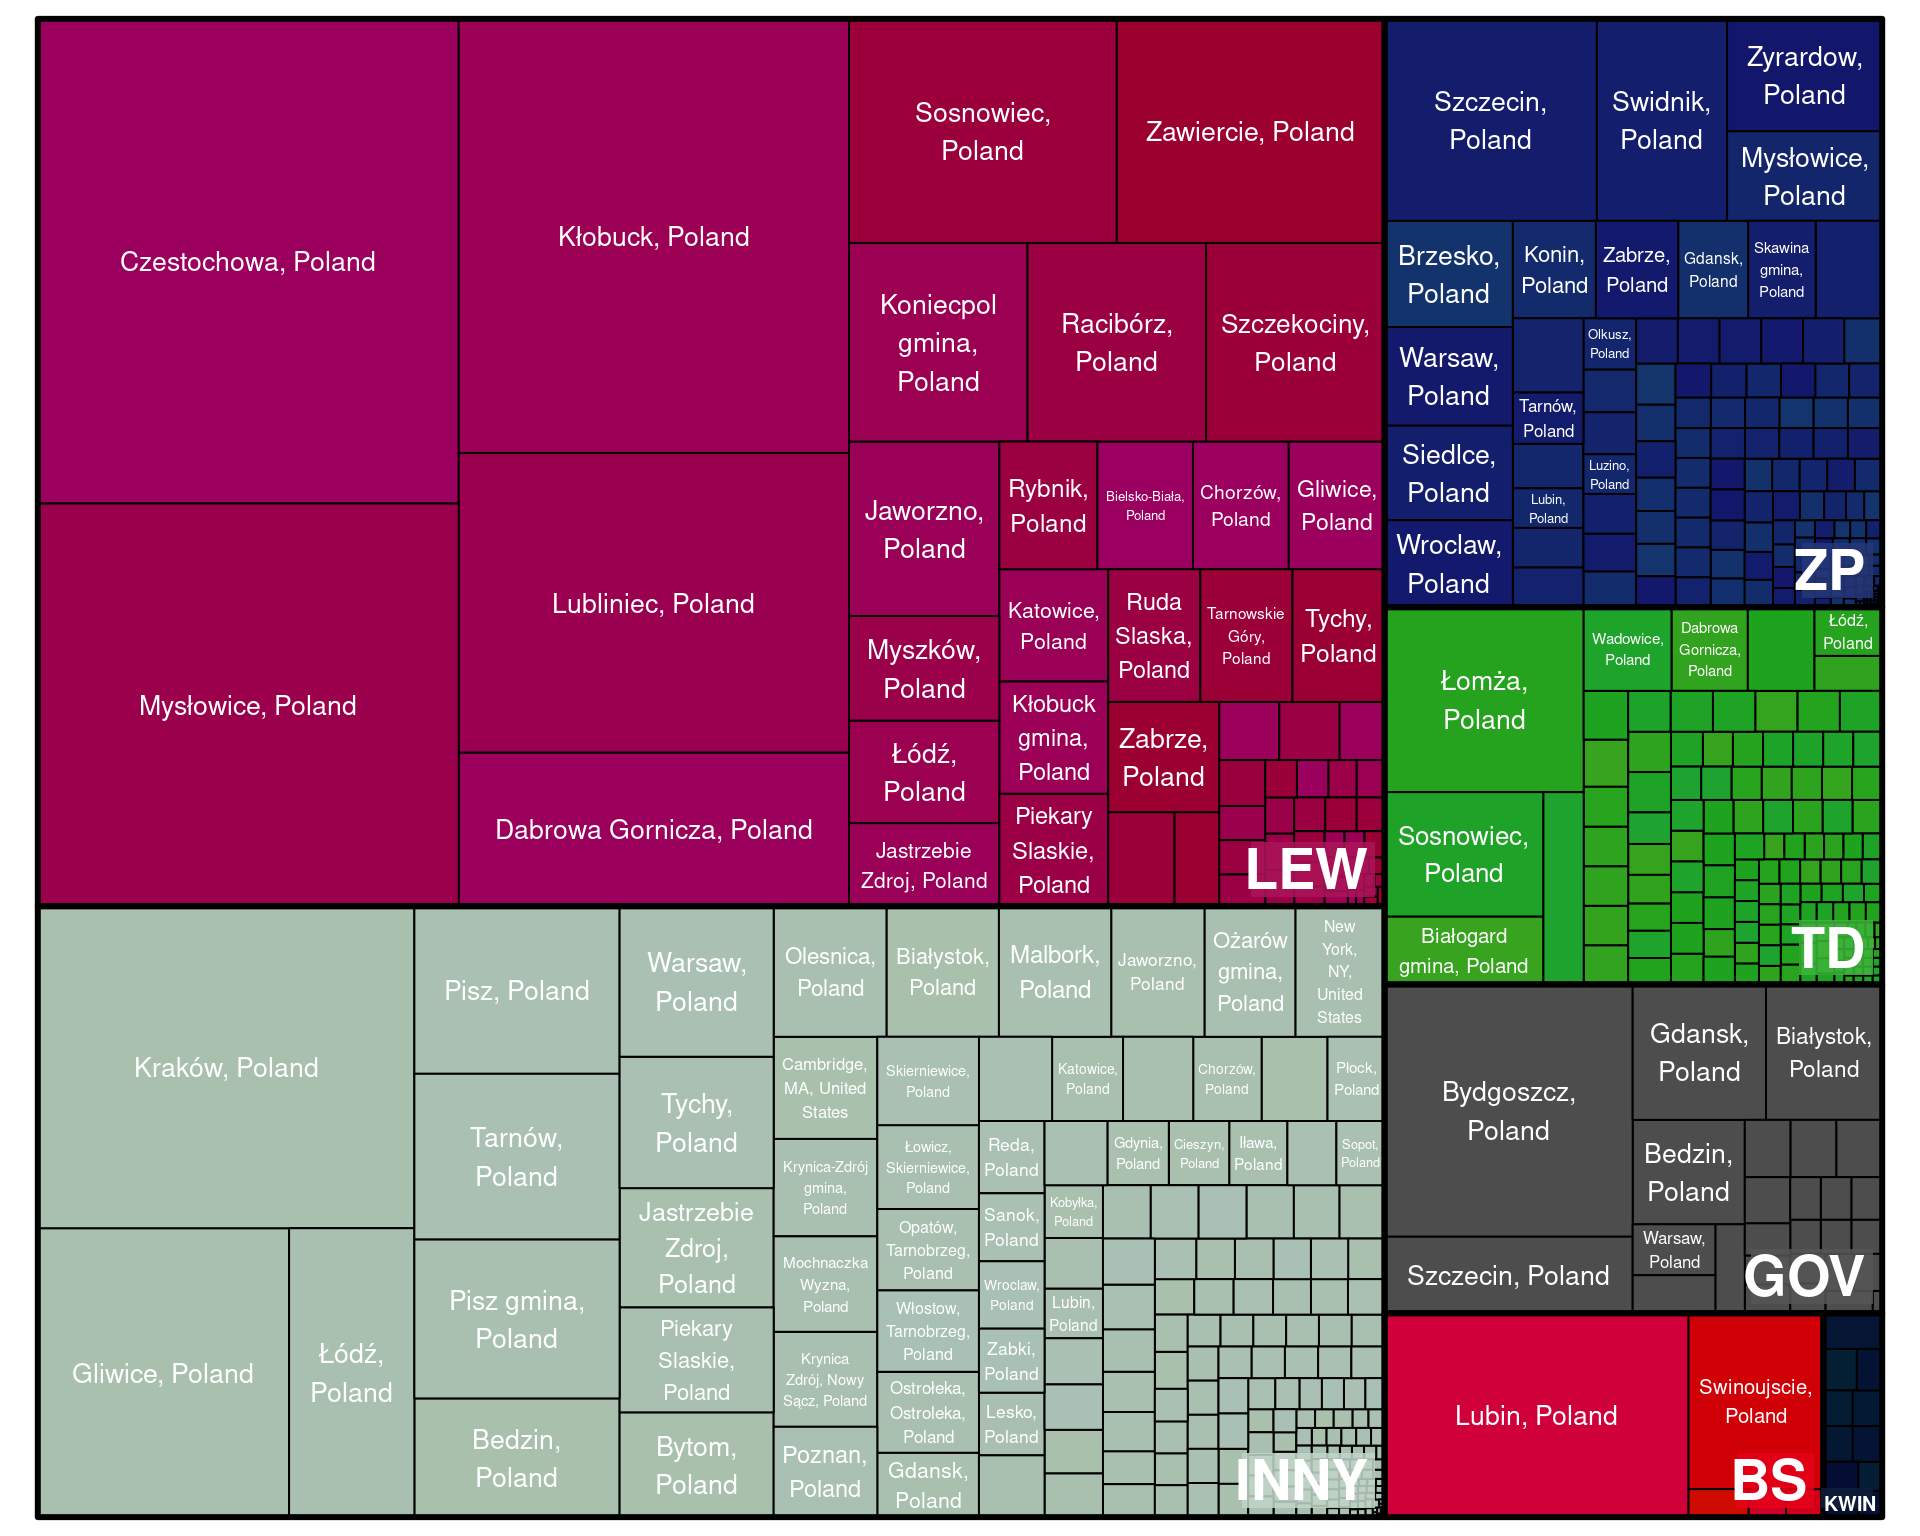 Czestochowa, Poland
Mysłowice, Poland
Kłobuck, Poland
Lubliniec, Poland
Dabrowa Gornicza, Poland
Sosnowiec,
Poland
Zawiercie, Poland
Koniecpol
gmina,
Poland
Racibórz,
Poland
Szczekociny,
Poland
Jaworzno,
Poland
Myszków,
Poland
Łódź,
Poland
Jastrzebie
Zdroj, Poland
Rybnik,
Poland
Bielsko-Biała,
Poland
Chorzów,
Poland
Gliwice,
Poland
Katowice,
Poland
Kłobuck
gmina,
Poland
Piekary
Slaskie,
Poland
Ruda
Slaska,
Poland
Tarnowskie
Góry,
Poland
Tychy,
Poland
Zabrze,
Poland
LEW
Szczecin,
Poland
Swidnik,
Poland
Zyrardow,
Poland
Mysłowice,
Poland
Brzesko,
Poland
Warsaw,
Poland
Siedlce,
Poland
Wroclaw,
Poland
Konin,
Poland
Zabrze,
Poland
Gdansk,
Poland
Skawina
gmina,
Poland
Tarnów,
Poland
Lubin,
Poland
Olkusz,
Poland
Luzino,
Poland
ZP
Łomża,
Poland
Sosnowiec,
Poland
Białogard
gmina, Poland
Wadowice,
Poland
Dabrowa
Gornicza,
Poland
Łódź,
Poland
TD
Kraków, Poland
Gliwice, Poland
Łódź,
Poland
Pisz, Poland
Tarnów,
Poland
Pisz gmina,
Poland
Bedzin,
Poland
Warsaw,
Poland
Tychy,
Poland
Jastrzebie
Zdroj,
Poland
Piekary
Slaskie,
Poland
Bytom,
Poland
Olesnica,
Poland
Białystok,
Poland
Malbork,
Poland
Jaworzno,
Poland
Ożarów
gmina,
Poland
New
York,
NY,
United
States
Cambridge,
MA, United
States
Krynica-Zdrój
gmina,
Poland
Mochnaczka
Wyzna,
Poland
Krynica
Zdrój, Nowy
Sącz, Poland
Poznan,
Poland
Skierniewice,
Poland
Łowicz,
Skierniewice,
Poland
Opatów,
Tarnobrzeg,
Poland
Włostow,
Tarnobrzeg,
Poland
Ostrołeka,
Ostroleka,
Poland
Gdansk,
Poland
Katowice,
Poland
Chorzów,
Poland
Płock,
Poland
Reda,
Poland
Sanok,
Poland
Wroclaw,
Poland
Zabki,
Poland
Lesko,
Poland
Gdynia,
Poland
Cieszyn,
Poland
Iława,
Poland
Sopot,
Poland
Kobyłka,
Poland
Lubin,
Poland
INNY
Bydgoszcz,
Poland
Szczecin, Poland
Gdansk,
Poland
Białystok,
Poland
Bedzin,
Poland
Warsaw,
Poland
GOV
Lubin, Poland
Swinoujscie,
Poland
BS
KWIN